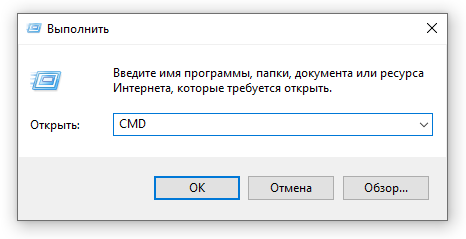 Выполнить
Введите имя программы, папки, документа или ресурса
Интернета, которые требуется открыть.
Открыть: CMD
OK Отмена Обзор...